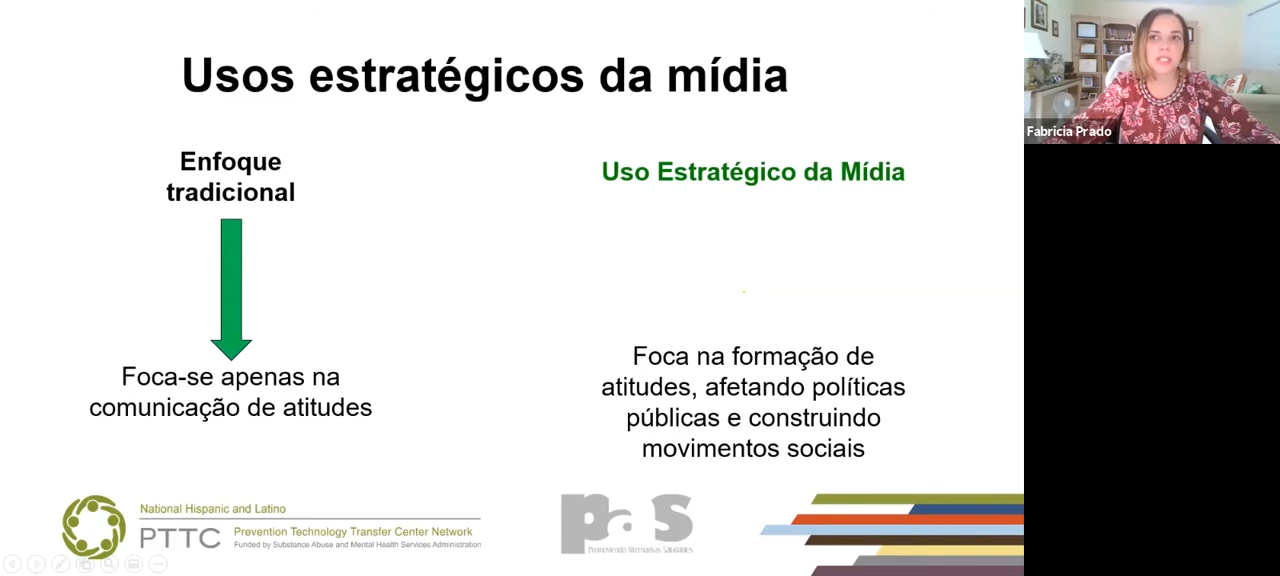 Usos estratégicos da mídia
Enfoque
tradicional
Foca-se apenas na
comunicação de atitudes
Uso Estratégico da Mídia
Foca na formação de
atitudes, afetando políticas
públicas e construindo
movimentos sociais
National Hispanic and Latino
PTTC
Prevention Technology Transfer Center Network
Funded by Substance Abuse and Mental Health Services Administration
pas
Promoviendo Alternativas Saludables
Fabricia Prado